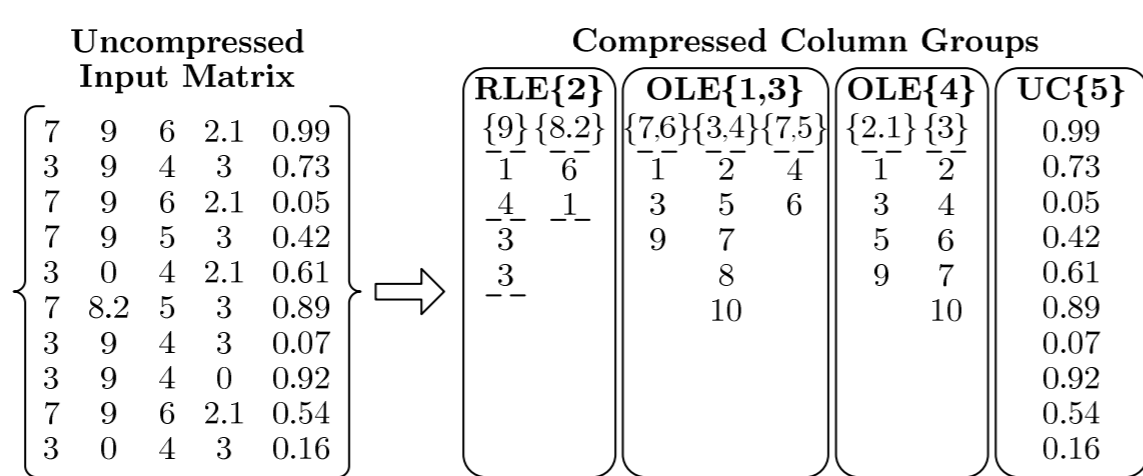 Uncompressed
Input Matrix
7 9 6 2.1 0.99
3 9 4 3 0.73
7 9 6 2.1 0.05
7 9 5 3 0.42
3 0 4 2.1 0.61
7 8.2 5 3 0.89
3 9 4 3 0.07
3 9 4 0 0.92
7 9 6 2.1 0.54
3 0 4 3 0.16
Compressed Column Groups
RLE{2} OLE{1,3} OLE{4} UC{5}
{9} {8.2} {7,6} {3,4} {7,5} {2.1} {3} 0.99
1 6 1 2 4 1 2 0.73
4 1 3 5 6 3 4 0.05
3 9 7 5 6 0.42
3 8 9 7 0.61
10 10 0.89
0.07
0.92
0.54
0.16